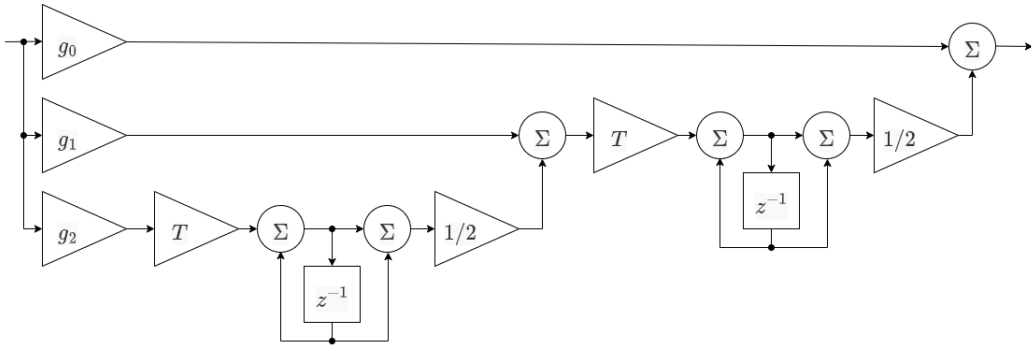 g₀ Σ
g₁ Σ T Σ Σ 1/2
z⁻¹
g₂ T Σ Σ 1/2
z⁻¹